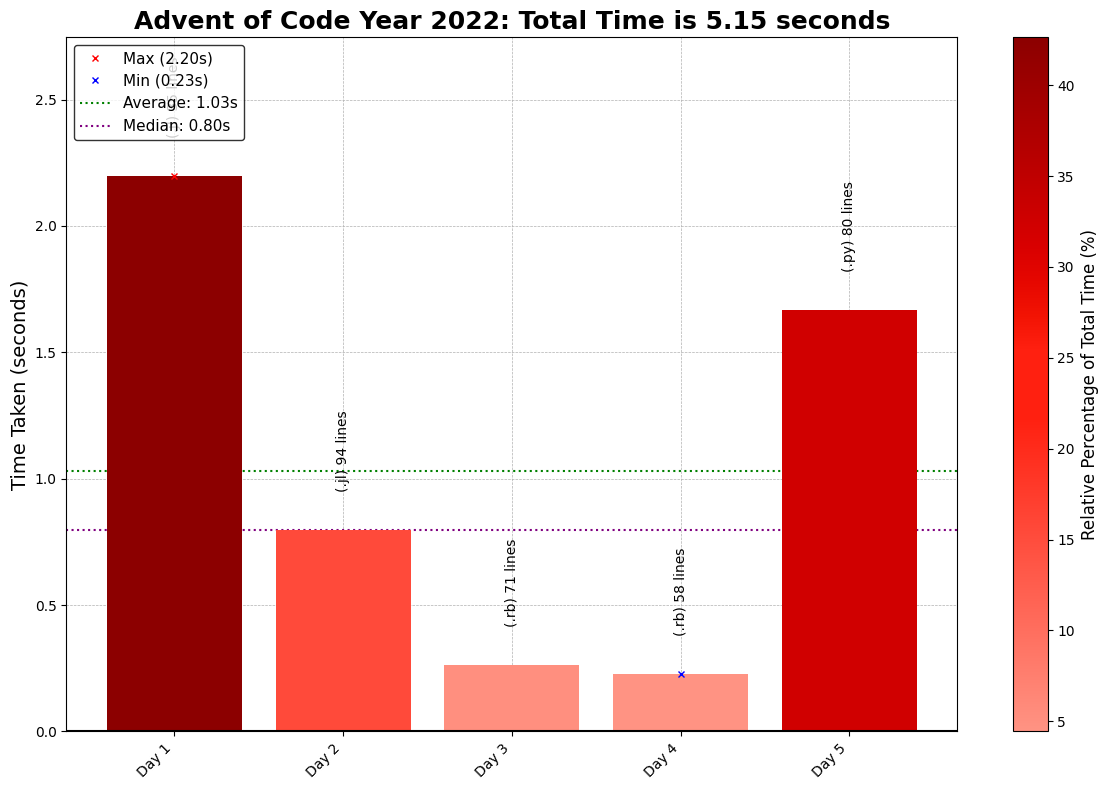 Advent of Code Year 2022: Total Time is 5.15 seconds
Max (2.20s)
Min (0.23s)
Average: 1.03s
Median: 0.80s
Time Taken (seconds)
2.5
2.0
1.5
1.0
0.5
0.0
lines
(.jl) 94 lines
(.rb) 71 lines
(.rb) 58 lines
(.py) 80 lines
Day 1
Day 2
Day 3
Day 4
Day 5
40
35
30
25
20
15
10
5
Relative Percentage of Total Time (%)